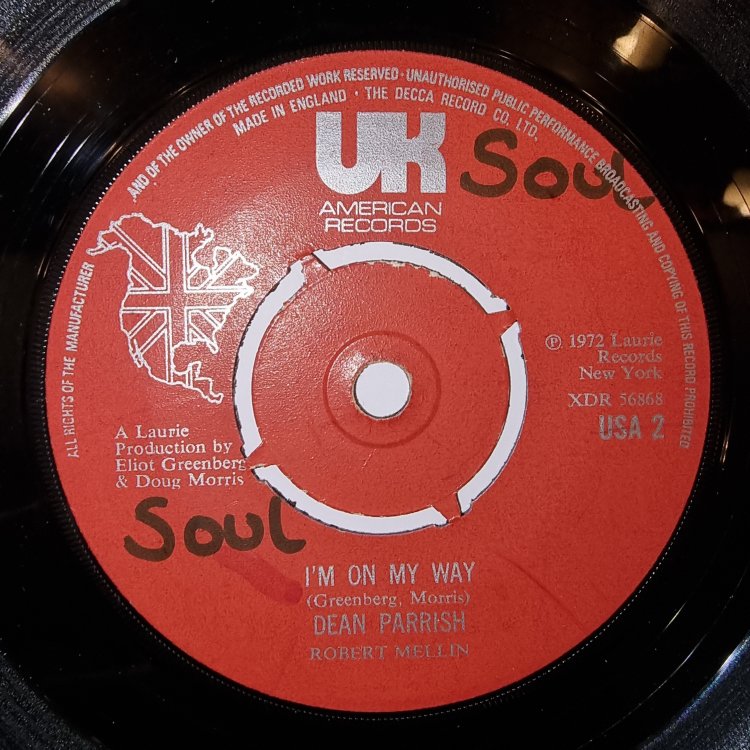 AND OF THE OWNER OF THE RECORDED WORK RESERVED · UNAUTHORISED PUBLIC PERFORMANCE BROADCASTING AND COPYING OF THIS RECORD PROHIBITED
MADE IN ENGLAND · THE DECCA RECORD CO. LTD.
ALL RIGHTS OF THE MANUFACTURER
UK
Soul
AMERICAN
RECORDS
℗ 1972 Laurie
Records
New York
XDR 56868
USA 2
A Laurie
Production by
Eliot Greenberg
& Doug Morris
Soul
I'M ON MY WAY
(Greenberg, Morris)
DEAN PARRISH
ROBERT MELLIN